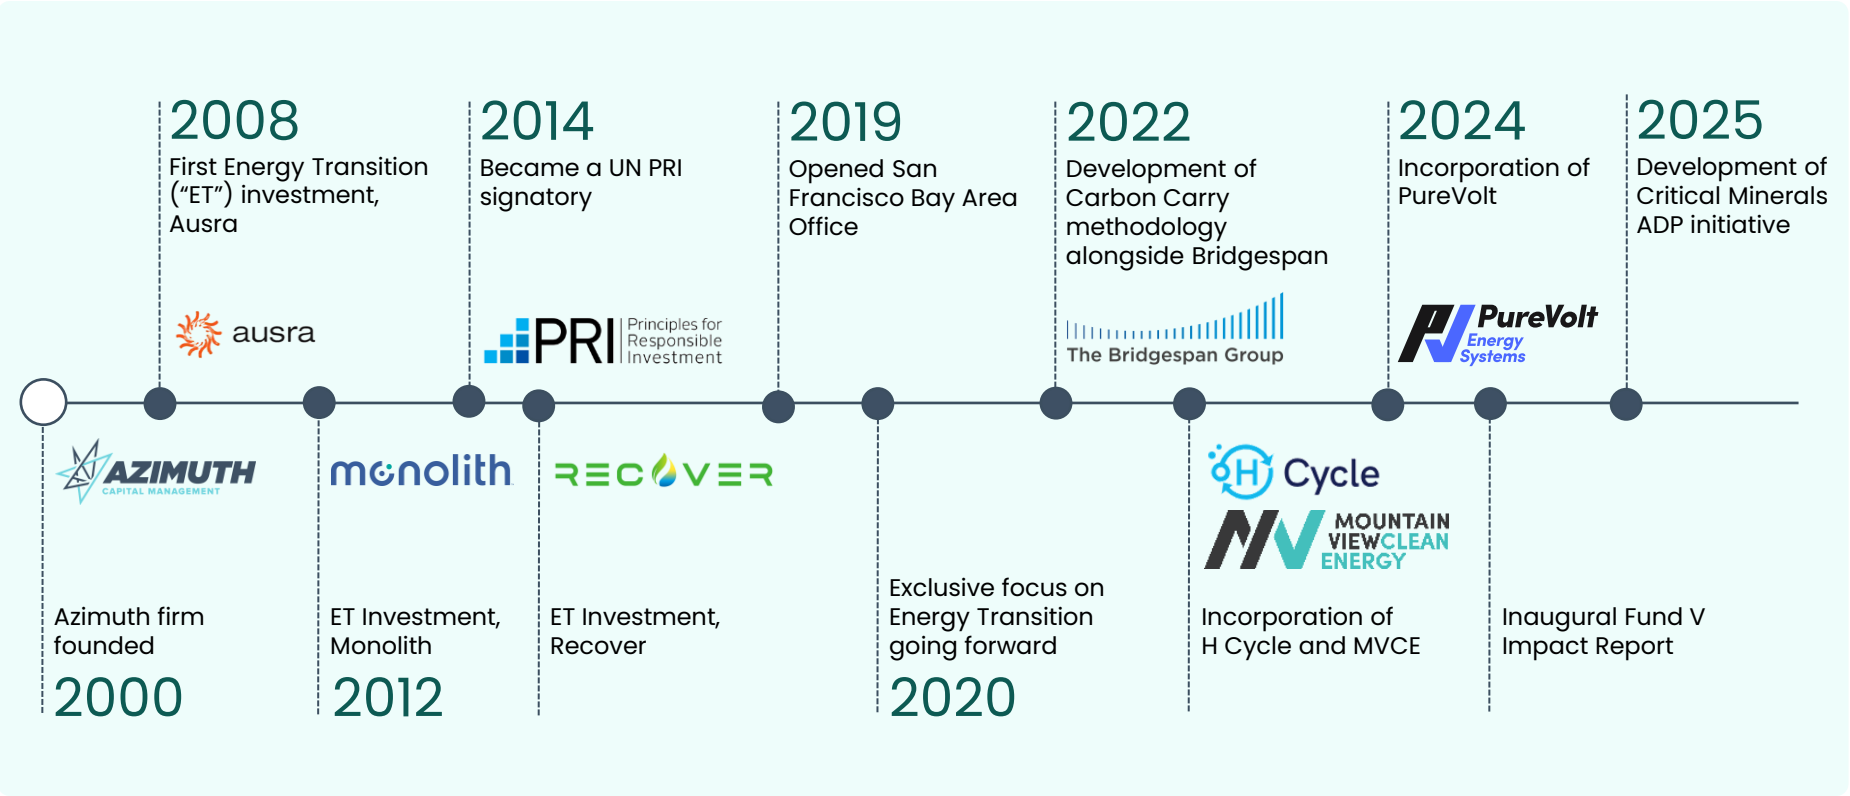 2008
First Energy Transition
(“ET”) investment,
Ausra
ausra
2014
Became a UN PRI
signatory
PRI
Principles for
Responsible
Investment
2019
Opened San
Francisco Bay Area
Office
2022
Development of
Carbon Carry
methodology
alongside Bridgespan
The Bridgespan Group
2024
Incorporation of
PureVolt
PureVolt
Energy
Systems
2025
Development of
Critical Minerals
ADP initiative
AZIMUTH
CAPITAL MANAGEMENT
Azimuth firm
founded
2000
monolith
ET Investment,
Monolith
2012
RECOVER
ET Investment,
Recover
Exclusive focus on
Energy Transition
going forward
2020
H Cycle
MOUNTAIN
VIEWCLEAN
ENERGY
Incorporation of
H Cycle and MVCE
Inaugural Fund V
Impact Report